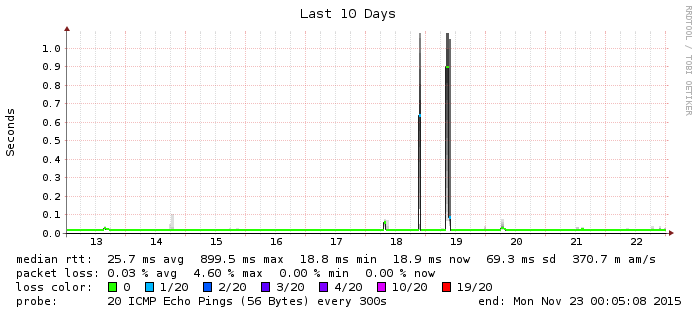 Last 10 Days
RRDTOOL / TOBI OETIKER
Seconds
1.0
0.9
0.8
0.7
0.6
0.5
0.4
0.3
0.2
0.1
0.0
13 14 15 16 17 18 19 20 21 22
median rtt: 25.7 ms avg 899.5 ms max 18.8 ms min 18.9 ms now 69.3 ms sd 370.7 m am/s
packet loss: 0.03 % avg 4.60 % max 0.00 % min 0.00 % now
loss color: 0 1/20 2/20 3/20 4/20 10/20 19/20
probe: 20 ICMP Echo Pings (56 Bytes) every 300s end: Mon Nov 23 00:05:08 2015